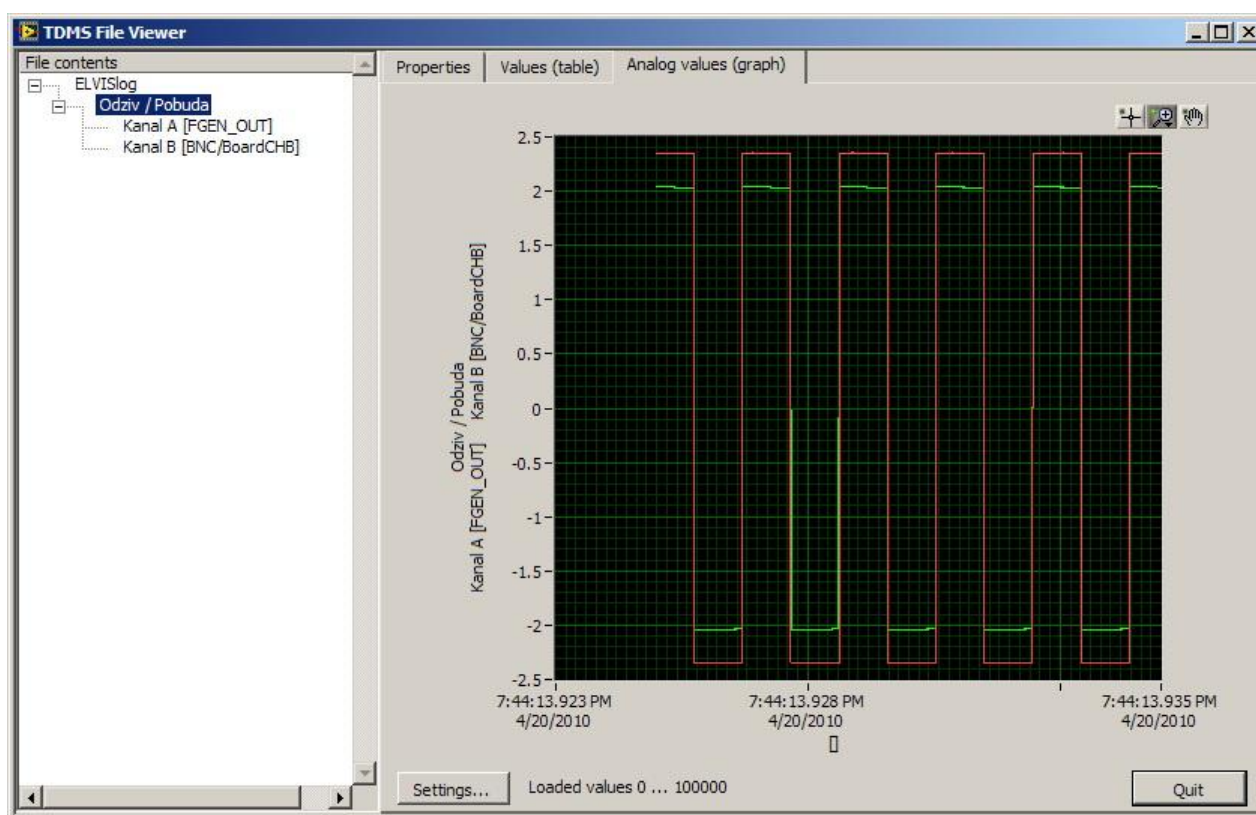 TDMS File Viewer
File contents
ELVISlog
Odziv / Pobuda
Kanal A [FGEN_OUT]
Kanal B [BNC/BoardCHB]
Properties
Values (table)
Analog values (graph)
Odziv / Pobuda
Kanal A [FGEN_OUT] Kanal B [BNC/BoardCHB]
2.5
2
1.5
1
0.5
0
-0.5
-1
-1.5
-2
-2.5
7:44:13.923 PM
4/20/2010
7:44:13.928 PM
4/20/2010
7:44:13.935 PM
4/20/2010
Settings...
Loaded values 0 ... 100000
Quit